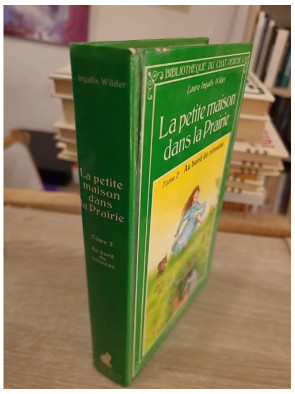 Ingalls Wilder
La petite
maison
dans
la Prairie
Tome 2
Au bord
du
ruisseau
BIBLIOTHEQUE DU CHAT PERCHÉ
Laura Ingalls Wilder
La petite maison
dans la Prairie
Tome 2 Au bord du ruisseau